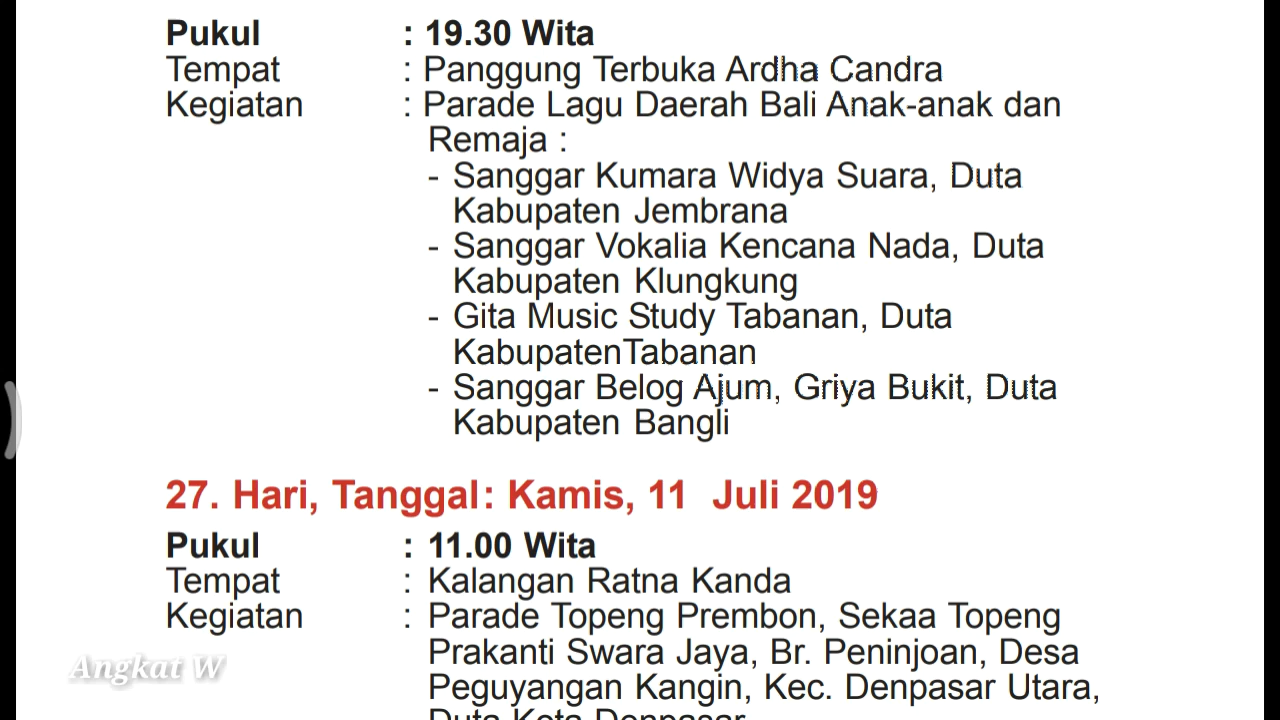 Pukul : 19.30 Wita
Tempat : Panggung Terbuka Ardha Candra
Kegiatan : Parade Lagu Daerah Bali Anak-anak dan
Remaja :
- Sanggar Kumara Widya Suara, Duta
Kabupaten Jembrana
- Sanggar Vokalia Kencana Nada, Duta
Kabupaten Klungkung
- Gita Music Study Tabanan, Duta
KabupatenTabanan
- Sanggar Belog Ajum, Griya Bukit, Duta
Kabupaten Bangli
27. Hari, Tanggal: Kamis, 11 Juli 2019
Pukul : 11.00 Wita
Tempat : Kalangan Ratna Kanda
Kegiatan : Parade Topeng Prembon, Sekaa Topeng
Prakanti Swara Jaya, Br. Peninjoan, Desa
Angkat W
Peguyangan Kangin, Kec. Denpasar Utara,
Duta Kota Denpasar